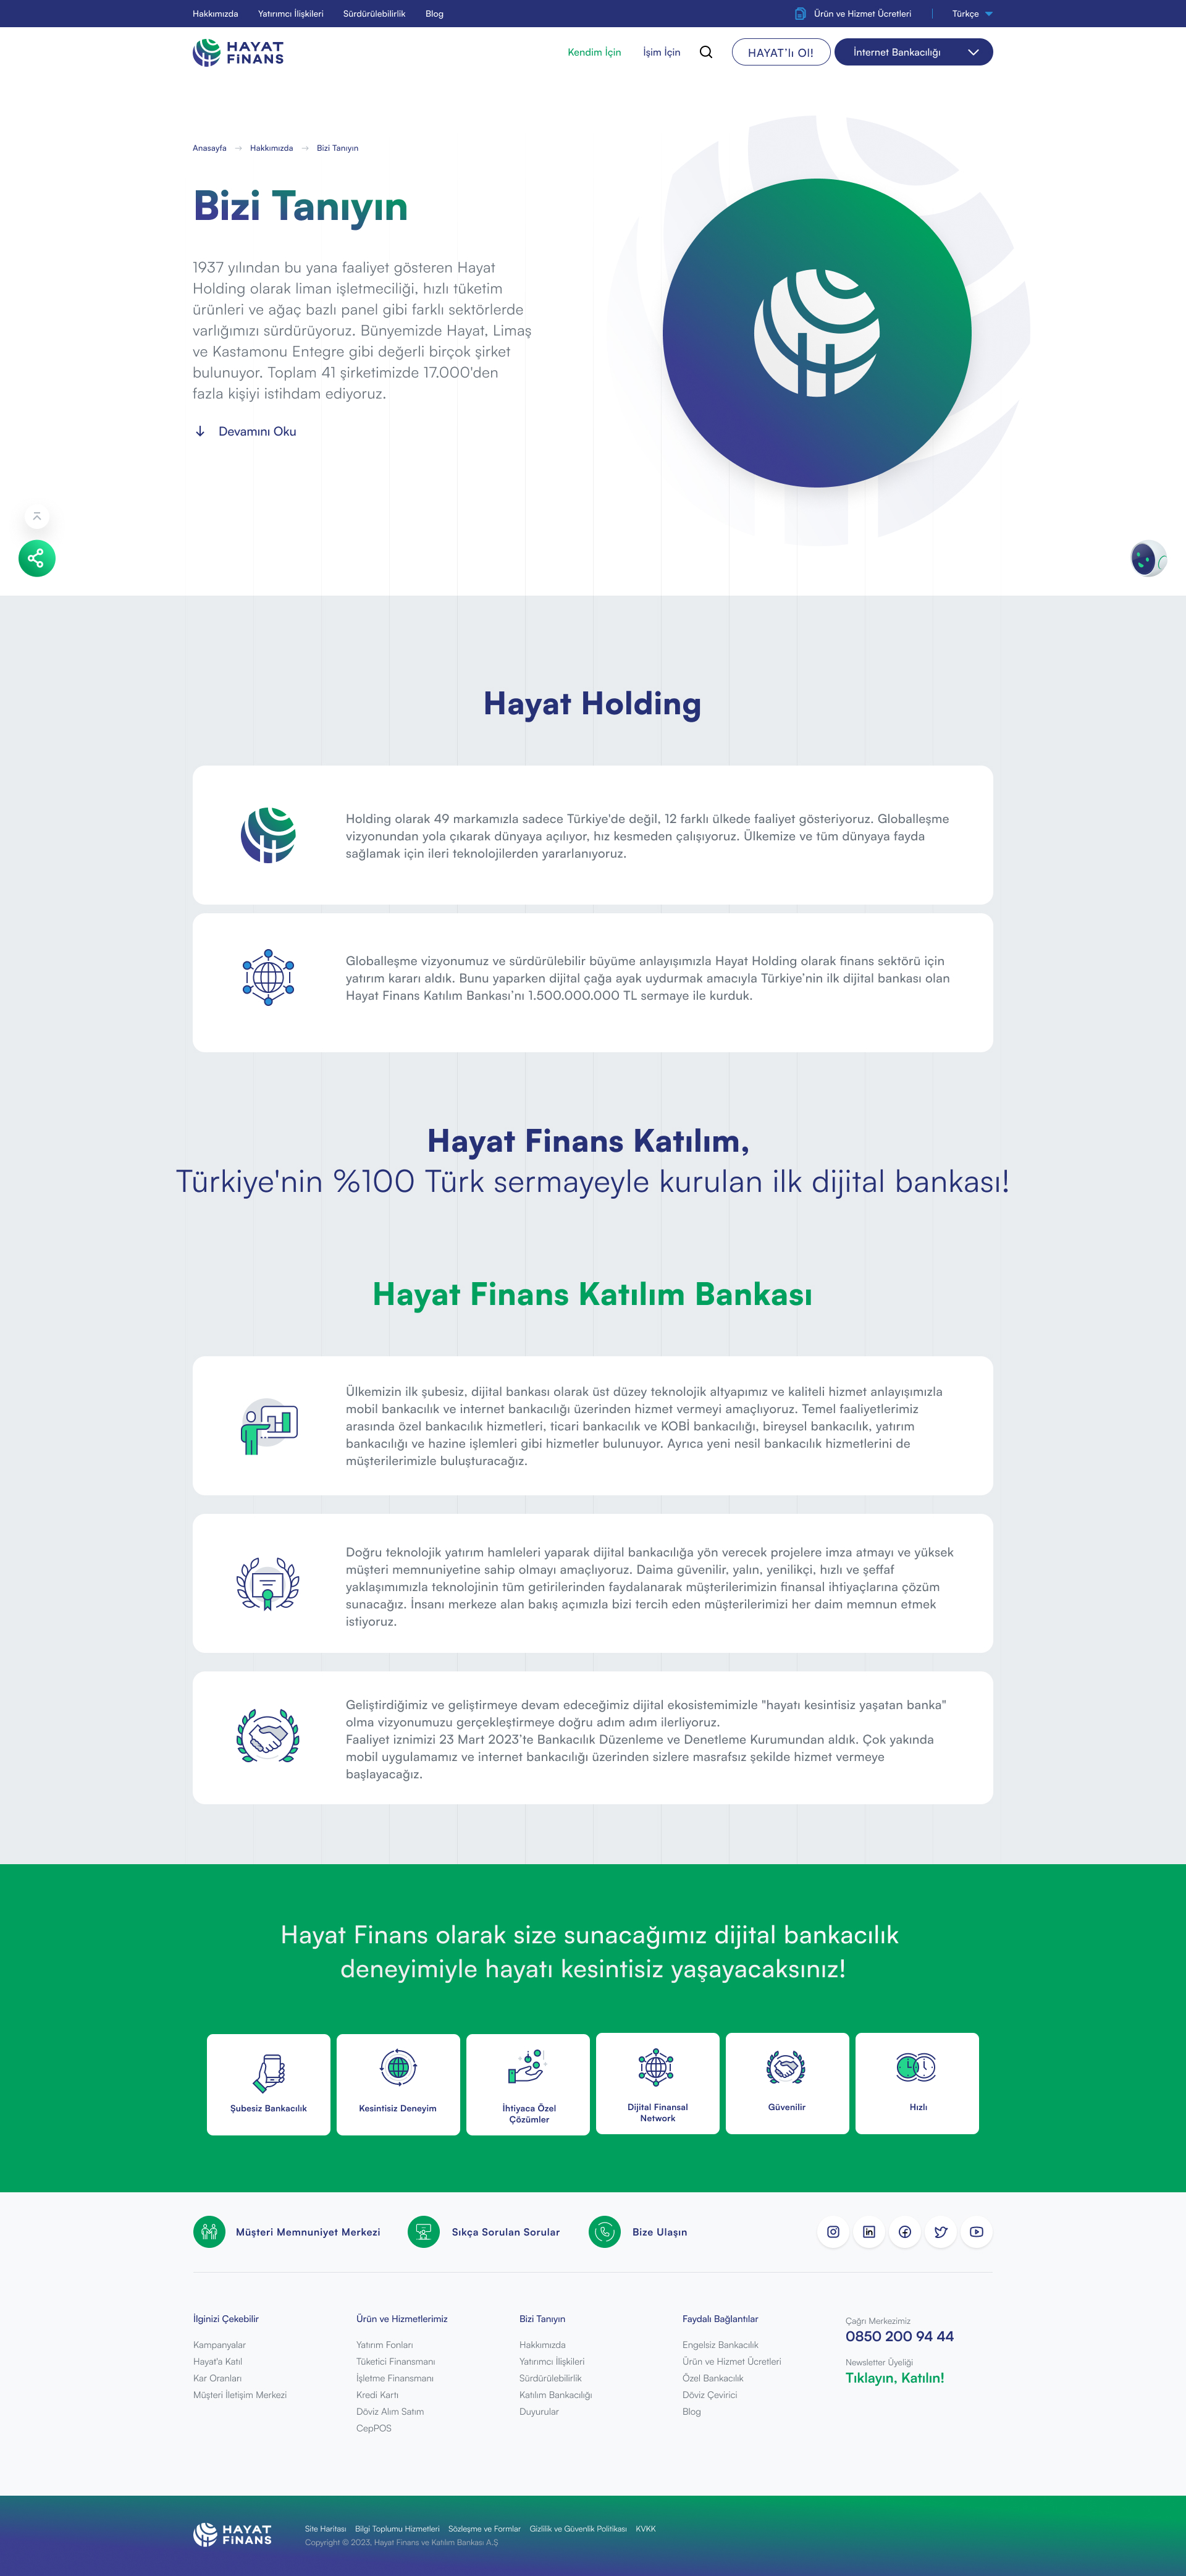 Hakkımızda Yatırımcı İlişkileri Sürdürülebilirlik Blog Ürün ve Hizmet Ücretleri Türkçe
HAYAT
FİNANS
Kendim İçin İşim İçin HAYAT'lı Ol! İnternet Bankacılığı
Anasayfa → Hakkımızda → Bizi Tanıyın
Bizi Tanıyın
1937 yılından bu yana faaliyet gösteren Hayat
Holding olarak liman işletmeciliği, hızlı tüketim
ürünleri ve ağaç bazlı panel gibi farklı sektörlerde
varlığımızı sürdürüyoruz. Bünyemizde Hayat, Limaş
ve Kastamonu Entegre gibi değerli birçok şirket
bulunuyor. Toplam 41 şirketimizde 17.000'den
fazla kişiyi istihdam ediyoruz.
Devamını Oku
Hayat Holding
Holding olarak 49 markamızla sadece Türkiye'de değil, 12 farklı ülkede faaliyet gösteriyoruz. Globalleşme
vizyonundan yola çıkarak dünyaya açılıyor, hız kesmeden çalışıyoruz. Ülkemize ve tüm dünyaya fayda
sağlamak için ileri teknolojilerden yararlanıyoruz.
Globalleşme vizyonumuz ve sürdürülebilir büyüme anlayışımızla Hayat Holding olarak finans sektörü için
yatırım kararı aldık. Bunu yaparken dijital çağa ayak uydurmak amacıyla Türkiye'nin ilk dijital bankası olan
Hayat Finans Katılım Bankası'nı 1.500.000.000 TL sermaye ile kurduk.
Hayat Finans Katılım,
Türkiye'nin %100 Türk sermayeyle kurulan ilk dijital bankası!
Hayat Finans Katılım Bankası
Ülkemizin ilk şubesiz, dijital bankası olarak üst düzey teknolojik altyapımız ve kaliteli hizmet anlayışımızla
mobil bankacılık ve internet bankacılığı üzerinden hizmet vermeyi amaçlıyoruz. Temel faaliyetlerimiz
arasında özel bankacılık hizmetleri, ticari bankacılık ve KOBİ bankacılığı, bireysel bankacılık, yatırım
bankacılığı ve hazine işlemleri gibi hizmetler bulunuyor. Ayrıca yeni nesil bankacılık hizmetlerini de
müşterilerimizle buluşturacağız.
Doğru teknolojik yatırım hamleleri yaparak dijital bankacılığa yön verecek projelere imza atmayı ve yüksek
müşteri memnuniyetine sahip olmayı amaçlıyoruz. Daima güvenilir, yalın, yenilikçi, hızlı ve şeffaf
yaklaşımımızla teknolojinin tüm getirilerinden faydalanarak müşterilerimizin finansal ihtiyaçlarına çözüm
sunacağız. İnsanı merkeze alan bakış açımızla bizi tercih eden müşterilerimizi her daim memnun etmek
istiyoruz.
Geliştirdiğimiz ve geliştirmeye devam edeceğimiz dijital ekosistemimizle "hayatı kesintisiz yaşatan banka"
olma vizyonumuzu gerçekleştirmeye doğru adım adım ilerliyoruz.
Faaliyet iznimizi 23 Mart 2023'te Bankacılık Düzenleme ve Denetleme Kurumundan aldık. Çok yakında
mobil uygulamamız ve internet bankacılığı üzerinden sizlere masrafsız şekilde hizmet vermeye
başlayacağız.
Hayat Finans olarak size sunacağımız dijital bankacılık
deneyimiyle hayatı kesintisiz yaşayacaksınız!
Şubesiz Bankacılık
Kesintisiz Deneyim
İhtiyaca Özel
Çözümler
Dijital Finansal
Network
Güvenilir
Hızlı
Müşteri Memnuniyet Merkezi Sıkça Sorulan Sorular Bize Ulaşın
İlginizi Çekebilir
Kampanyalar
Hayat'a Katıl
Kar Oranları
Müşteri İletişim Merkezi
Ürün ve Hizmetlerimiz
Yatırım Fonları
Tüketici Finansmanı
İşletme Finansmanı
Kredi Kartı
Döviz Alım Satım
CepPOS
Bizi Tanıyın
Hakkımızda
Yatırımcı İlişkileri
Sürdürülebilirlik
Katılım Bankacılığı
Duyurular
Faydalı Bağlantılar
Engelsiz Bankacılık
Ürün ve Hizmet Ücretleri
Özel Bankacılık
Döviz Çevirici
Blog
Çağrı Merkezimiz
0850 200 94 44
Newsletter Üyeliği
Tıklayın, Katılın!
HAYAT
FİNANS
Site Haritası Bilgi Toplumu Hizmetleri Sözleşme ve Formlar Gizlilik ve Güvenlik Politikası KVKK
Copyright © 2023, Hayat Finans ve Katılım Bankası A.Ş